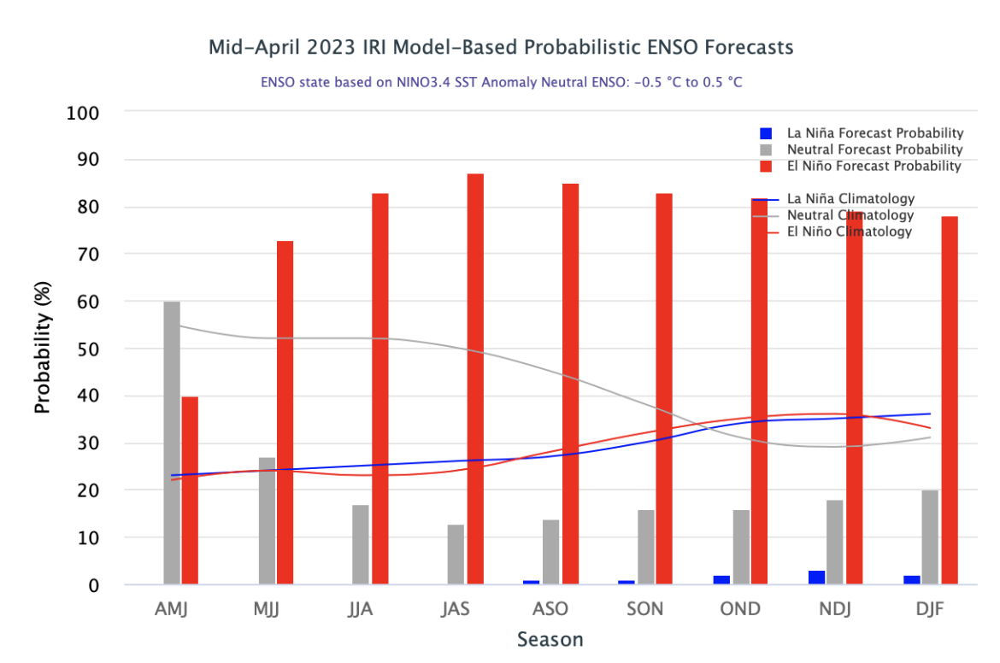 Mid-April 2023 IRI Model-Based Probabilistic ENSO Forecasts
ENSO state based on NINO3.4 SST Anomaly Neutral ENSO: -0.5 °C to 0.5 °C
La Niña Forecast Probability
Neutral Forecast Probability
El Niño Forecast Probability
La Niña Climatology
Neutral Climatology
El Niño Climatology
Probability (%)
100
90
80
70
60
50
40
30
20
10
0
AMJ MJJ JJA JAS ASO SON OND NDJ DJF
Season